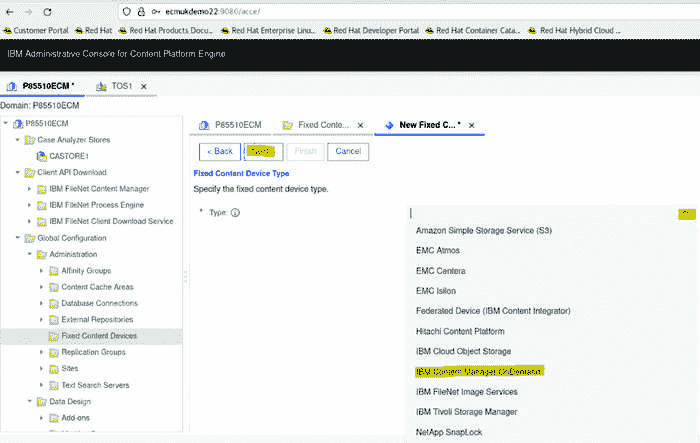 ecmukdemo22:9080/acce/
Customer Portal Red Hat Red Hat Products Docu... Red Hat Enterprise Linu... Red Hat Developer Portal Red Hat Container Cata... Red Hat Hybrid Cloud ...
IBM Administrative Console for Content Platform Engine
P85510ECM * TOS1
Domain: P85510ECM
P85510ECM
Case Analyzer Stores
CASTORE1
Client API Download
IBM FileNet Content Manager
IBM FileNet Process Engine
IBM FileNet Client Download Service
Global Configuration
Administration
Affinity Groups
Content Cache Areas
Database Connections
External Repositories
Fixed Content Devices
Replication Groups
Sites
Text Search Servers
Data Design
Add-ons
P85510ECM Fixed Conte... New Fixed C... *
< Back Finish Cancel
Fixed Content Device Type
Specify the fixed content device type.
* Type:
Amazon Simple Storage Service (S3)
EMC Atmos
EMC Centera
EMC Isilon
Federated Device (IBM Content Integrator)
Hitachi Content Platform
IBM Cloud Object Storage
IBM Content Manager OnDemand
IBM FileNet Image Services
IBM Tivoli Storage Manager
NetApp SnapLock